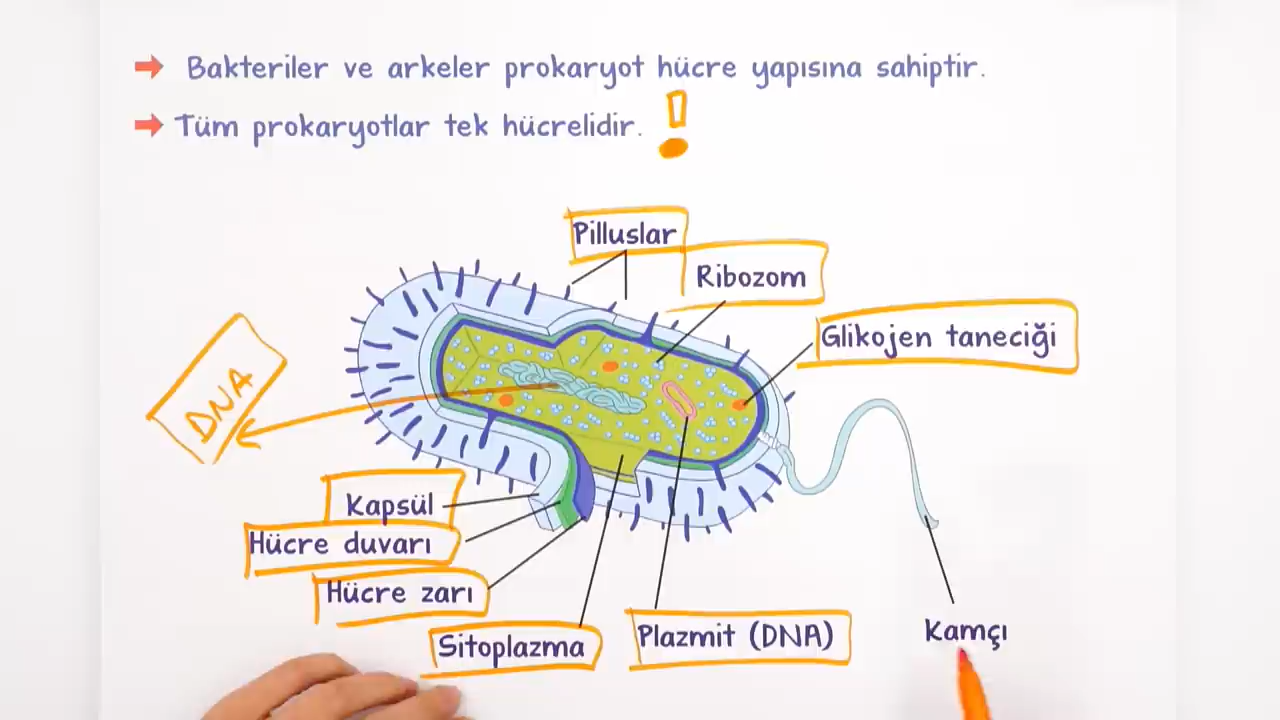 Bakteriler ve arkeler prokaryot hücre yapısına sahiptir.
Tüm prokaryotlar tek hücrelidir. !
Pilluslar
Ribozom
Glikojen taneciği
DNA
Kapsül
Hücre duvarı
Hücre zarı
Sitoplazma
Plazmit (DNA)
Kamçı